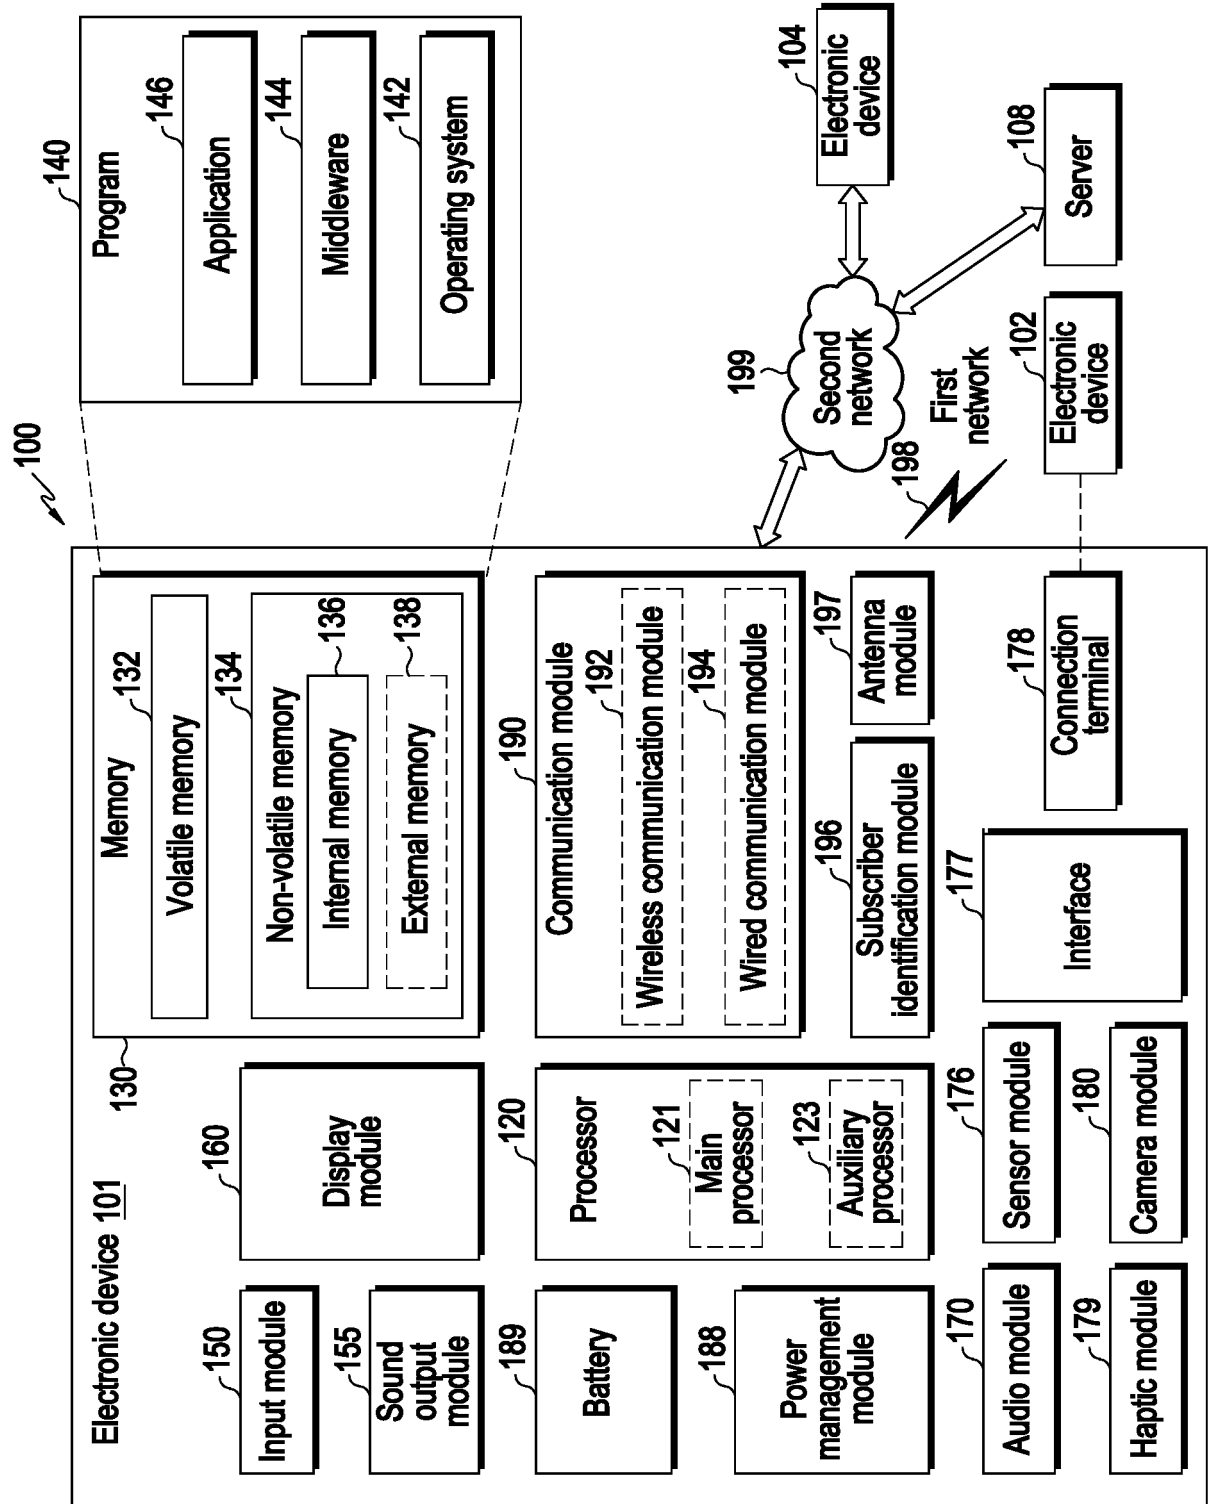 100
Electronic device 101
130
Memory
132
Volatile memory
134
Non-volatile memory
136
Internal memory
138
External memory
140
Program
146
Application
144
Middleware
142
Operating system
150
Input module
155
Sound
output
module
160
Display
module
189
Battery
120
Processor
121
Main
processor
123
Auxiliary
processor
188
Power
management
module
190
Communication module
192
Wireless communication module
194
Wired communication module
196
Subscriber
identification module
197
Antenna
module
170
Audio module
176
Sensor module
177
Interface
178
Connection
terminal
179
Haptic module
180
Camera module
199
Second
network
104
Electronic
device
198
First
network
102
Electronic
device
108
Server